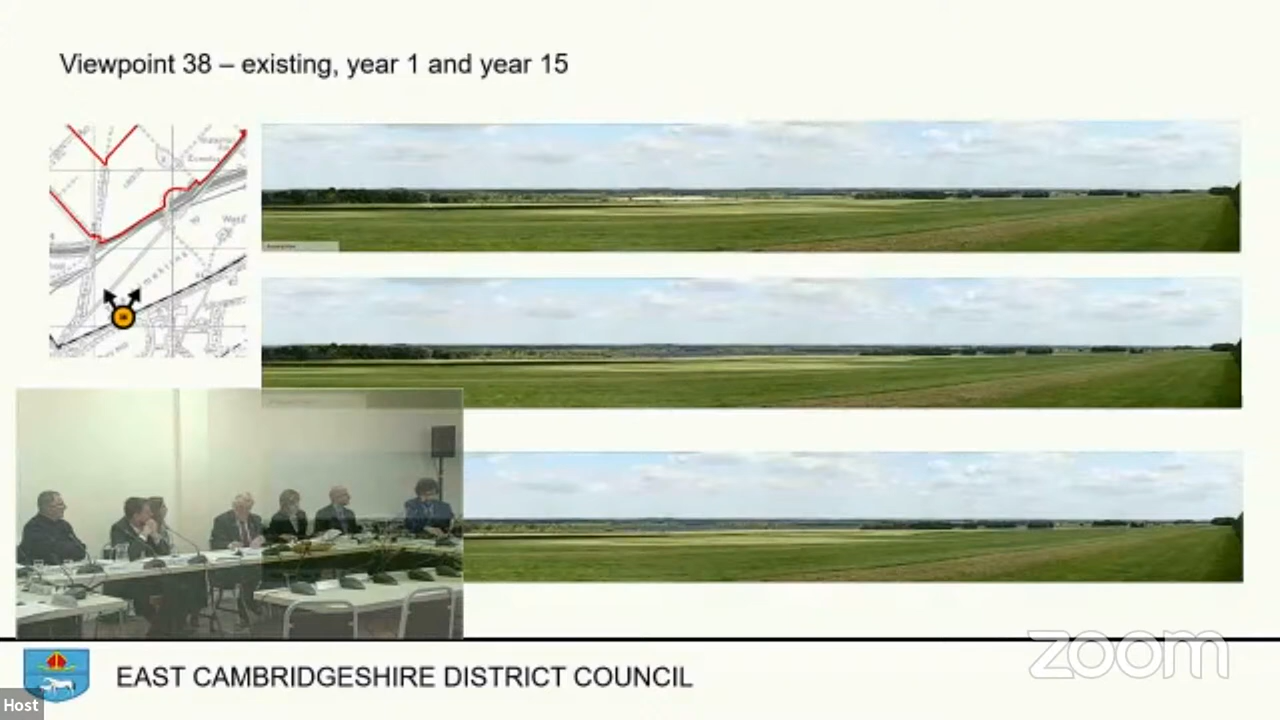 Viewpoint 38 – existing, year 1 and year 15
EAST CAMBRIDGESHIRE DISTRICT COUNCIL
zoom
Host